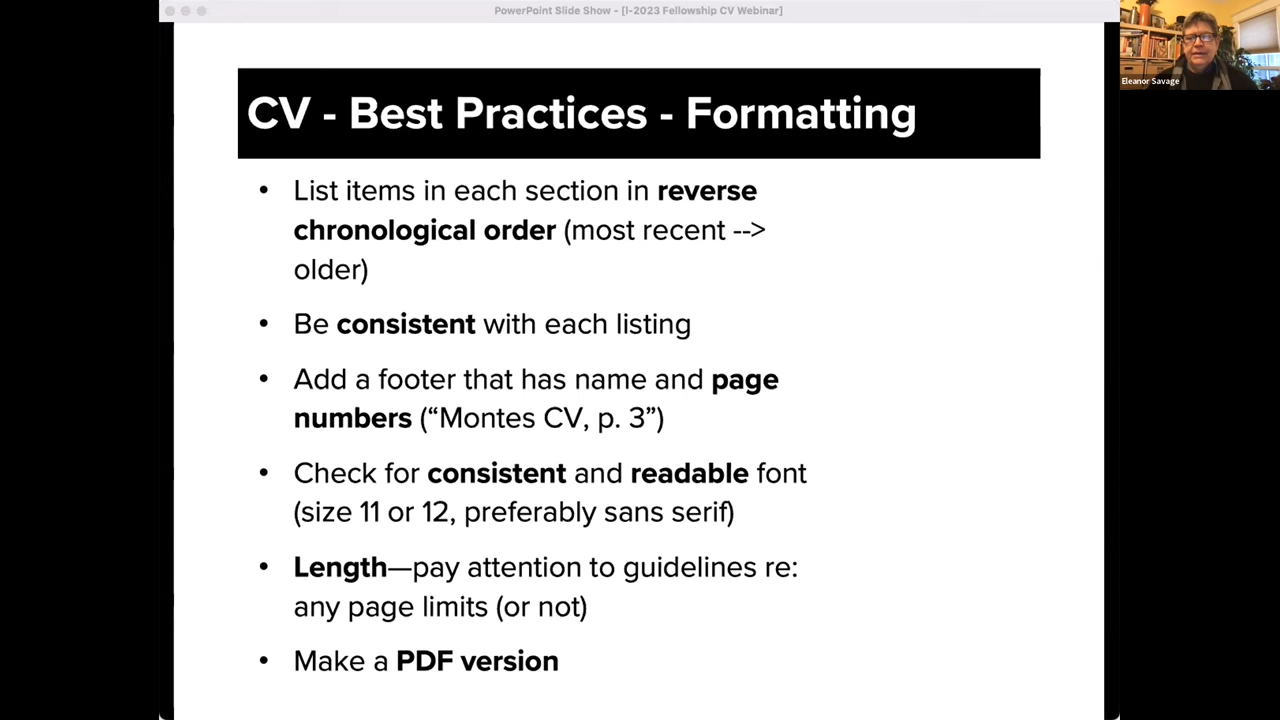 PowerPoint Slide Show - [I-2023 Fellowship CV Webinar]
Eleanor Savage
CV - Best Practices - Formatting
• List items in each section in reverse
chronological order (most recent -->
older)
• Be consistent with each listing
• Add a footer that has name and page
numbers (“Montes CV, p. 3”)
• Check for consistent and readable font
(size 11 or 12, preferably sans serif)
• Length—pay attention to guidelines re:
any page limits (or not)
• Make a PDF version